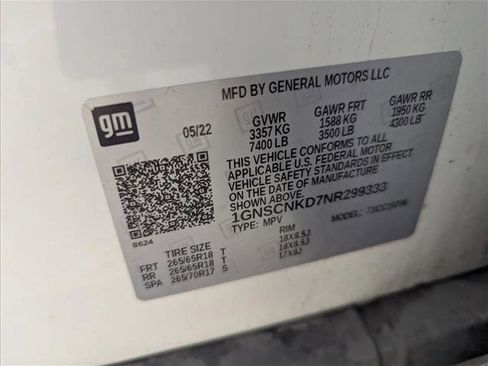 MFD BY GENERAL MOTORS LLC
gm
05/22
GVWR GAWR FRT GAWR RR
3357 KG 1588 KG 1950 KG
7400 LB 3500 LB 4300 LB
THIS VEHICLE CONFORMS TO ALL
APPLICABLE U.S. FEDERAL MOTOR
VEHICLE SAFETY STANDARDS IN EFFECT
ON THE DATE OF MANUFACTURE
SHOWN ABOVE.
1GNSCNKD7NR299333
TYPE: MPV MODEL:
8624
TIRE SIZE RIM
FRT 265/65R18 T 18X8.5J
RR 265/65R18 T 18X8.5J
SPA 265/70R17 S 17X8J